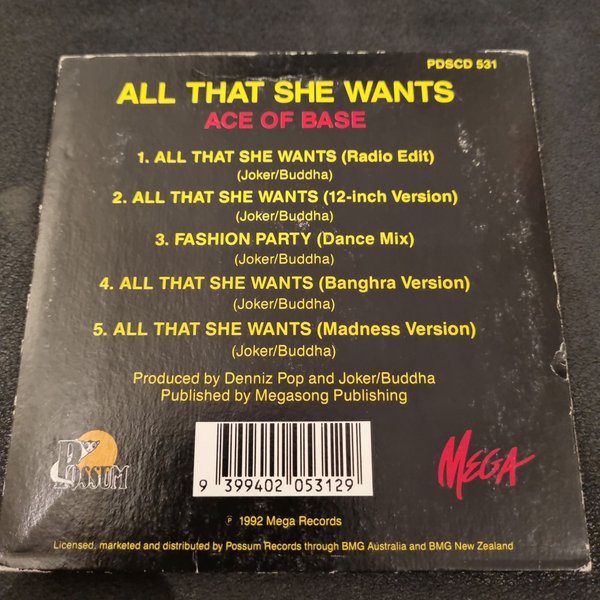 PDSCD 531
ALL THAT SHE WANTS
ACE OF BASE
1. ALL THAT SHE WANTS (Radio Edit)
(Joker/Buddha)
2. ALL THAT SHE WANTS (12-inch Version)
(Joker/Buddha)
3. FASHION PARTY (Dance Mix)
(Joker/Buddha)
4. ALL THAT SHE WANTS (Banghra Version)
(Joker/Buddha)
5. ALL THAT SHE WANTS (Madness Version)
(Joker/Buddha)
Produced by Denniz Pop and Joker/Buddha
Published by Megasong Publishing
POSSUM
9 399402 053129
MEGA
℗ 1992 Mega Records
Licensed, marketed and distributed by Possum Records through BMG Australia and BMG New Zealand